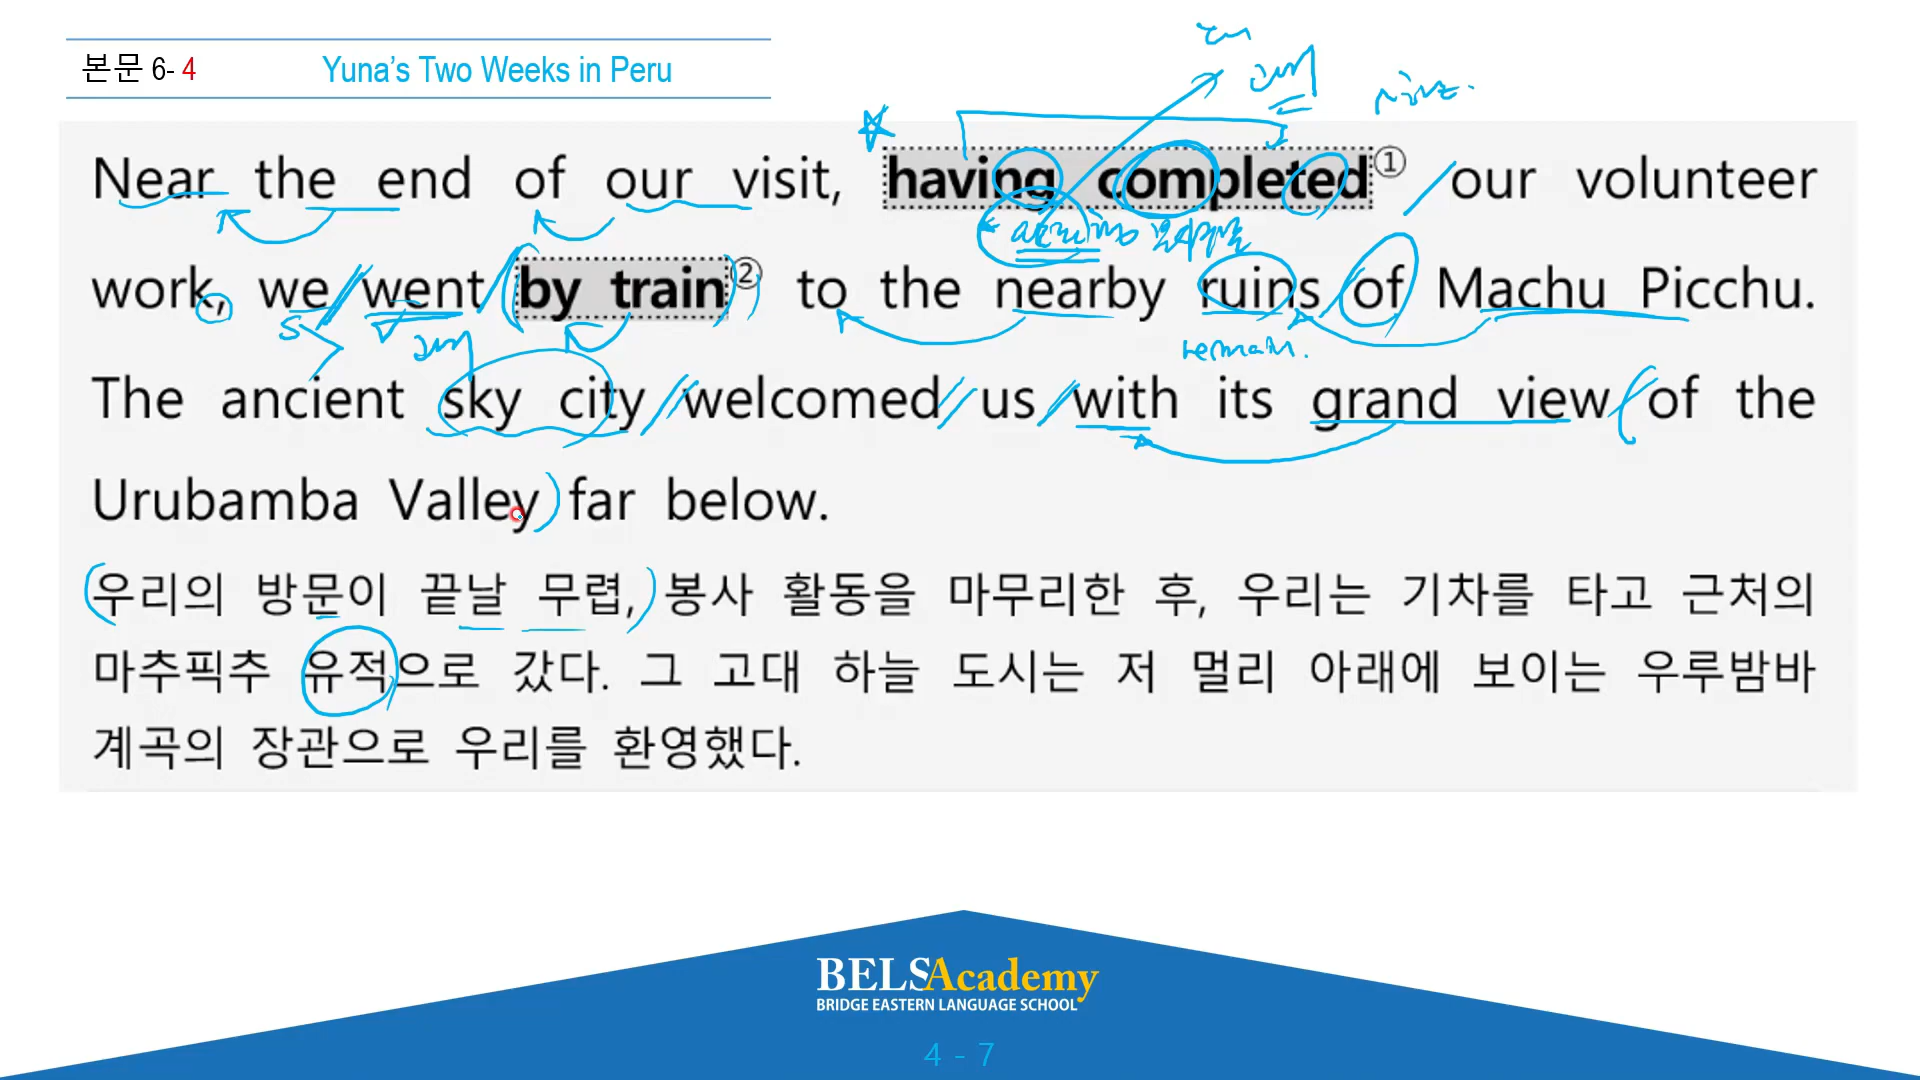 본문 6- 4
Yuna's Two Weeks in Peru
Near the end of our visit, having completed① our volunteer
work, we went by train② to the nearby ruins of Machu Picchu.
remain.
The ancient sky city welcomed us with its grand view of the
Urubamba Valley far below.
우리의 방문이 끝날 무렵, 봉사 활동을 마무리한 후, 우리는 기차를 타고 근처의
마추픽추 유적으로 갔다. 그 고대 하늘 도시는 저 멀리 아래에 보이는 우루밤바
계곡의 장관으로 우리를 환영했다.
BELSAcademy
BRIDGE EASTERN LANGUAGE SCHOOL
4 - 7